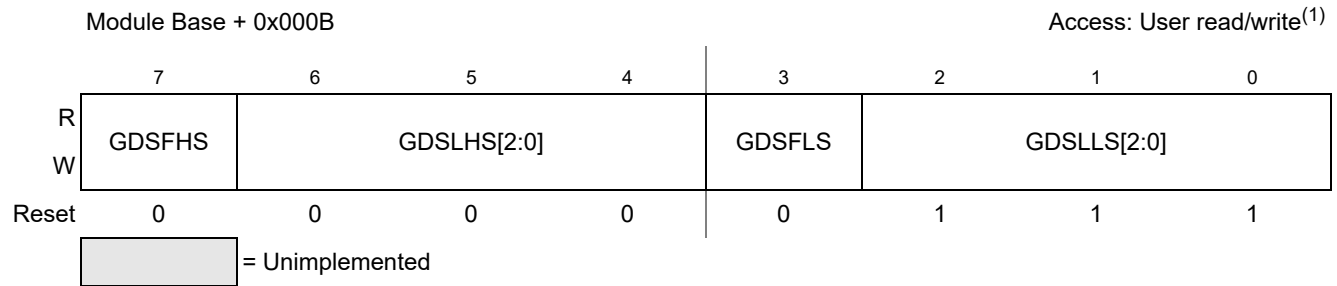 Module Base + 0x000B Access: User read/write(1)
7 6 5 4 3 2 1 0
R
W
GDSFHS GDSLHS[2:0] GDSFLS GDSLLS[2:0]
Reset 0 0 0 0 0 1 1 1
= Unimplemented